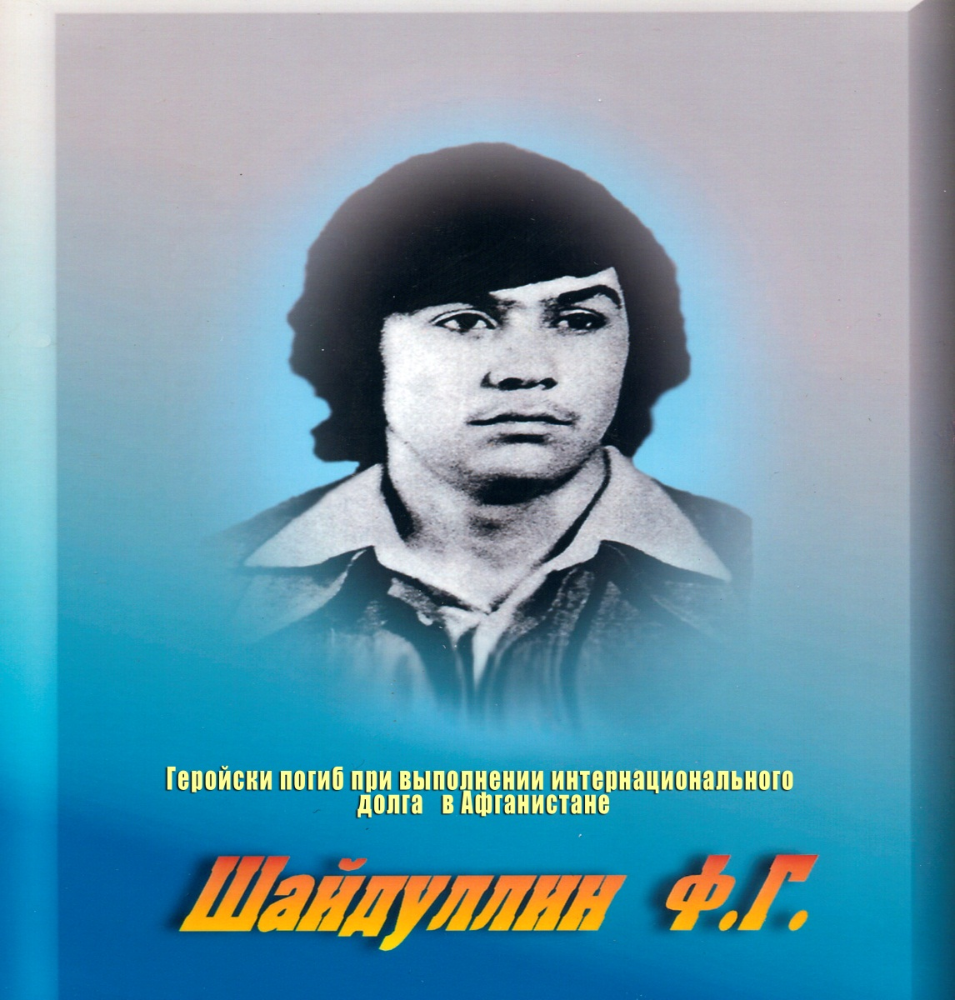 Геройски погиб при выполнении интернационального
долга в Афганистане
Шайдуллин Ф.Г.